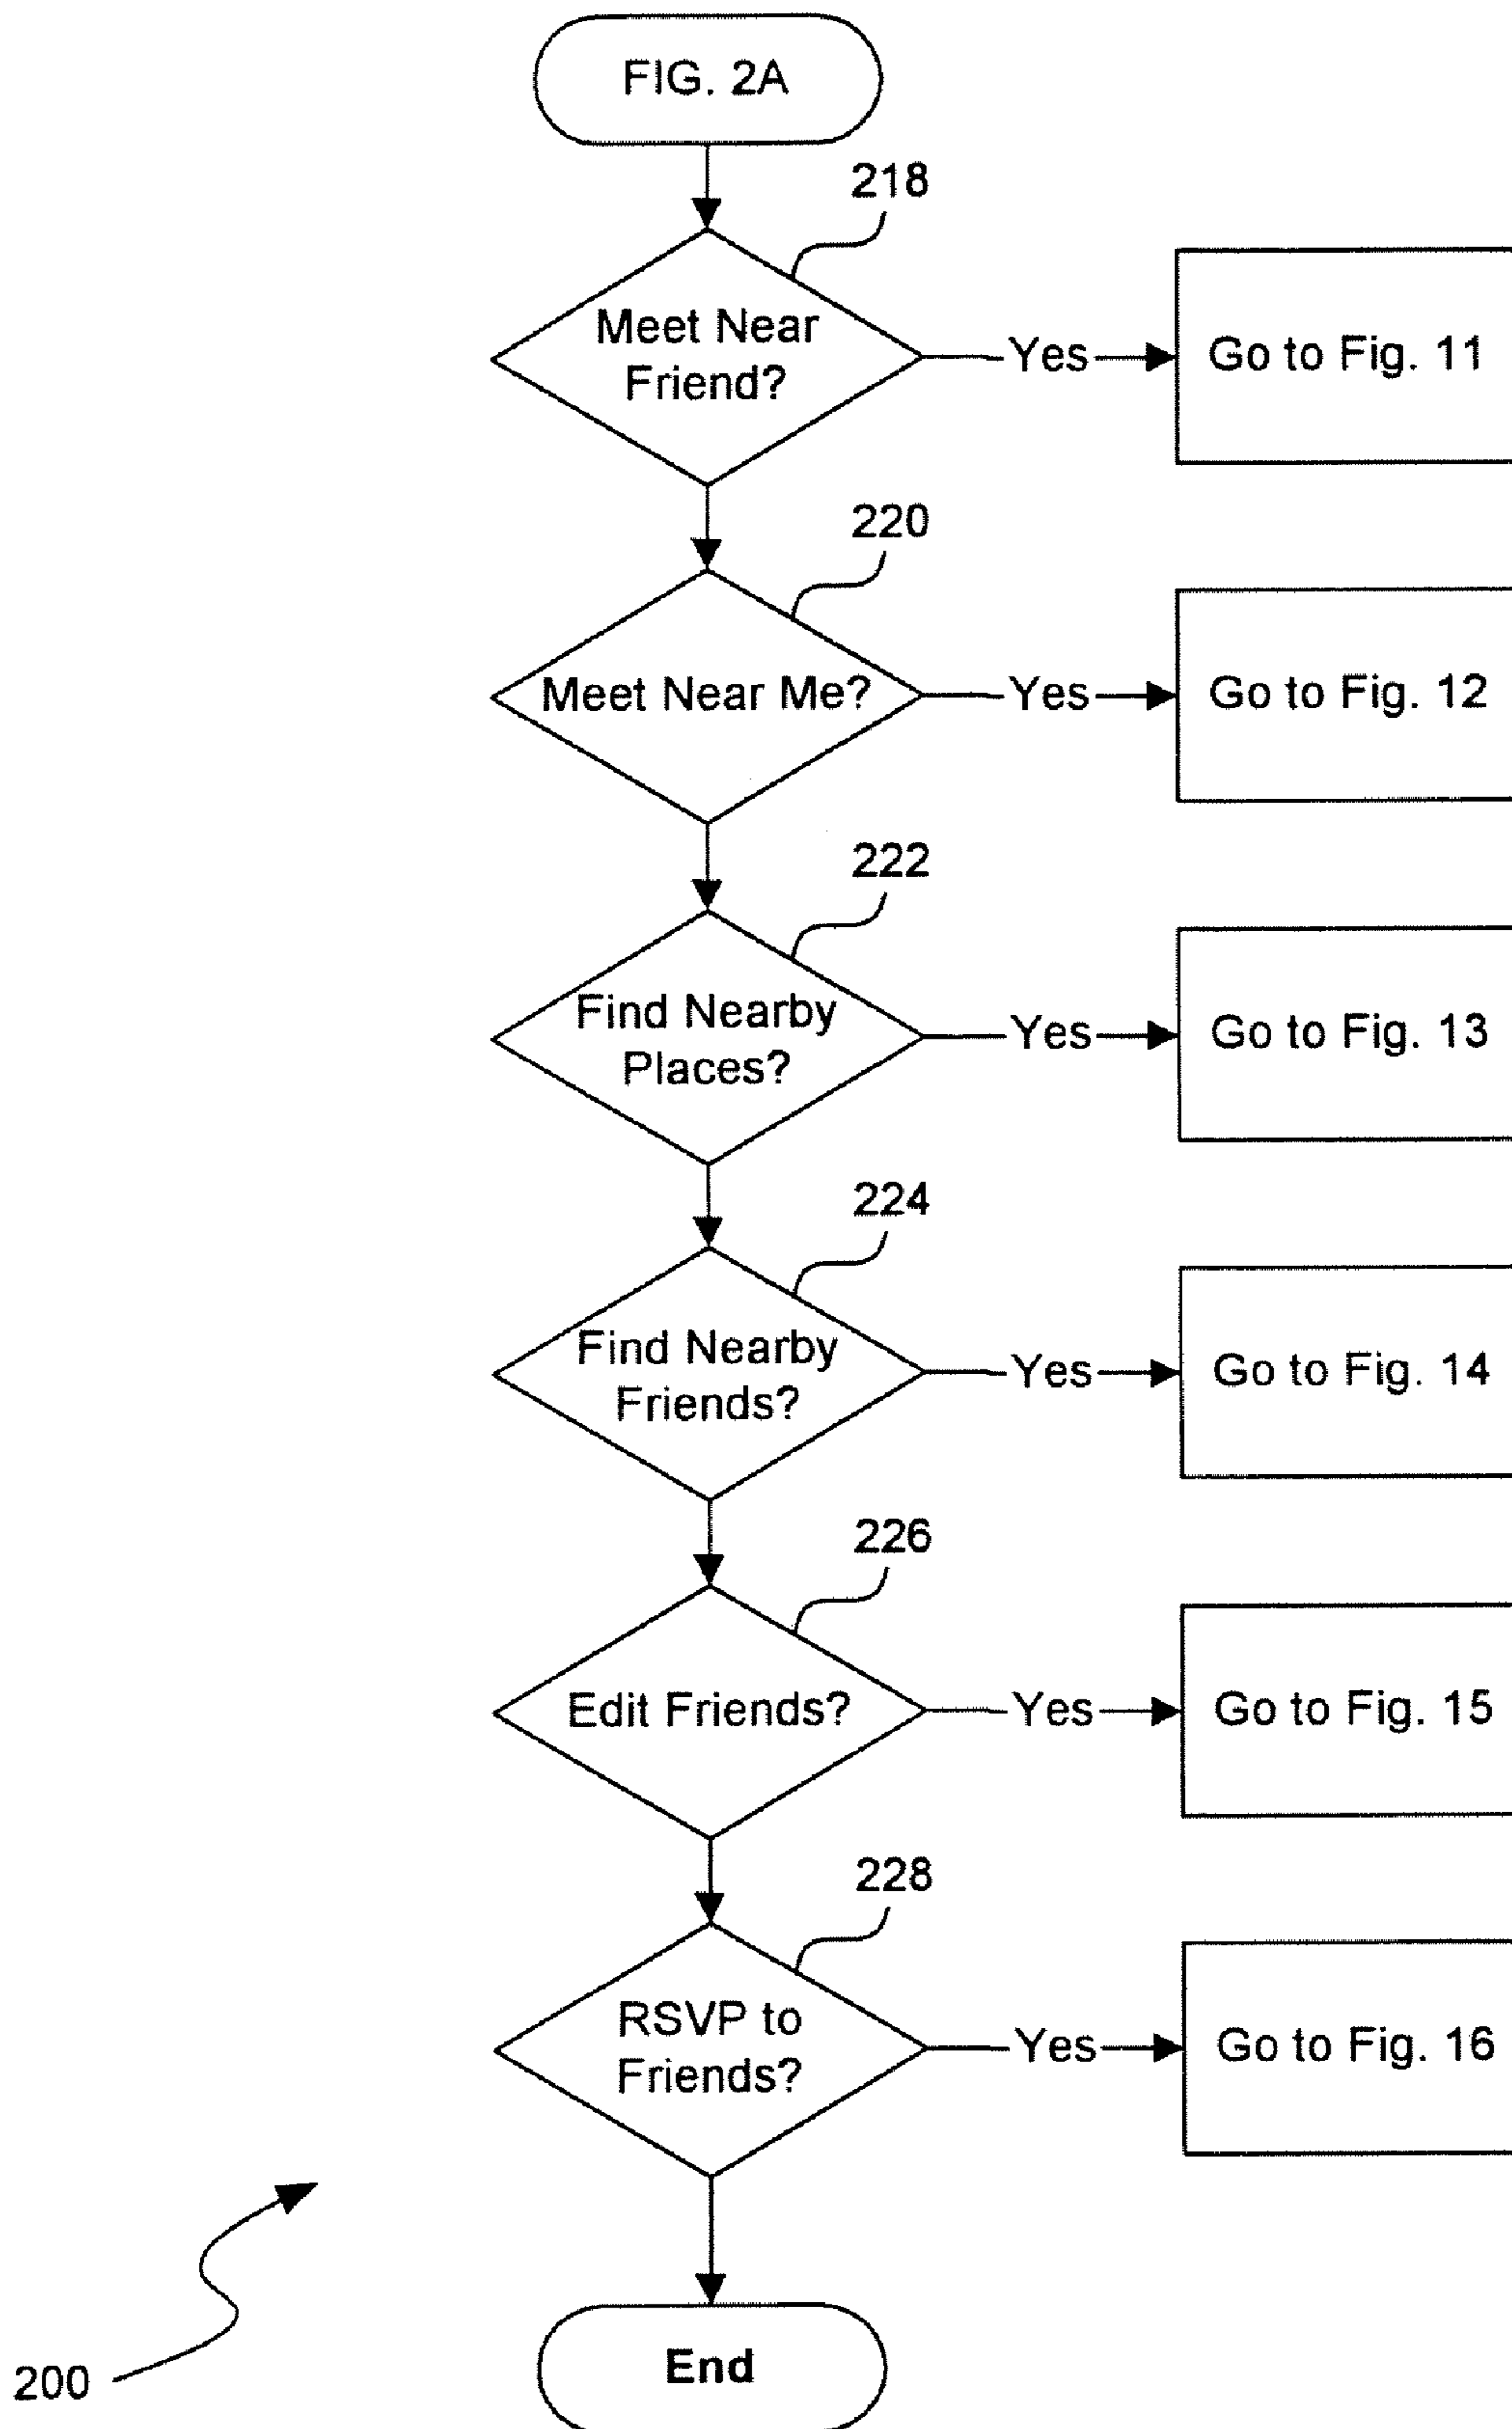 FIG. 2A
218
Meet Near
Friend?
Yes
Go to Fig. 11
220
Meet Near Me?
Yes
Go to Fig. 12
222
Find Nearby
Places?
Yes
Go to Fig. 13
224
Find Nearby
Friends?
Yes
Go to Fig. 14
226
Edit Friends?
Yes
Go to Fig. 15
228
RSVP to
Friends?
Yes
Go to Fig. 16
End
200